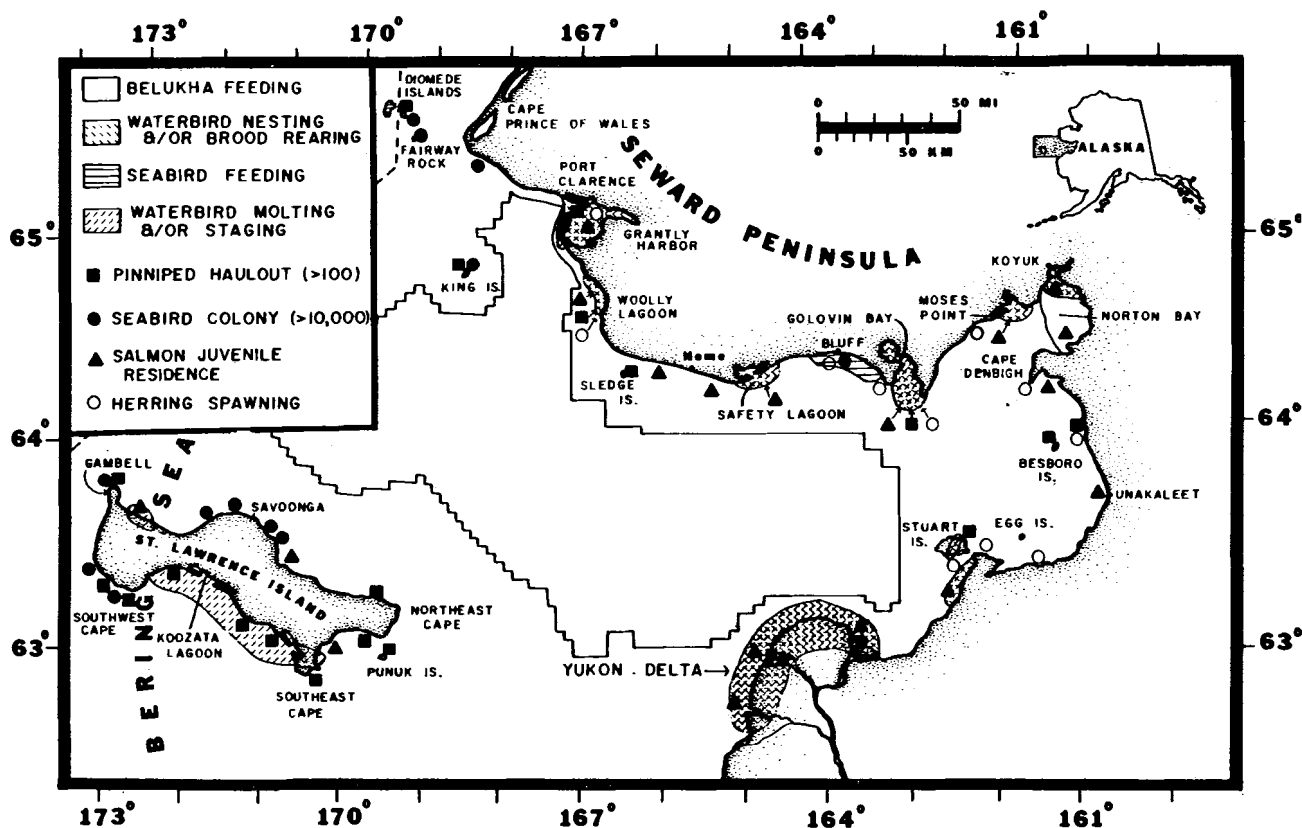 173° 170° 167° 164° 161°
BELUKHA FEEDING
WATERBIRD NESTING
&/OR BROOD REARING
SEABIRD FEEDING
WATERBIRD MOLTING
&/OR STAGING
PINNIPED HAULOUT (>100)
SEABIRD COLONY (>10,000)
SALMON JUVENILE
RESIDENCE
HERRING SPAWNING
DIOMEDE
ISLANDS
FAIRWAY
ROCK
CAPE
PRINCE OF WALES
0 50 MI
0 50 KM
ALASKA
SEWARD PENINSULA
PORT
CLARENCE
GRANTLY
HARBOR
65°
65°
KING IS.
WOOLLY
LAGOON
KOYUK
MOSES
POINT
NORTON BAY
GOLOVIN BAY
BLUFF
Nome
CAPE
DENBIGH
SLEDGE
IS.
SAFETY LAGOON
64°
64°
BESBORO
IS.
UNAKALEET
GAMBELL
SAVOONGA
STUART
IS.
EGG IS.
ST. LAWRENCE ISLAND
BERING SEA
SOUTHWEST
CAPE
KOOZATA
LAGOON
NORTHEAST
CAPE
PUNUK IS.
SOUTHEAST
CAPE
63°
63°
YUKON DELTA
173° 170° 167° 164° 161°